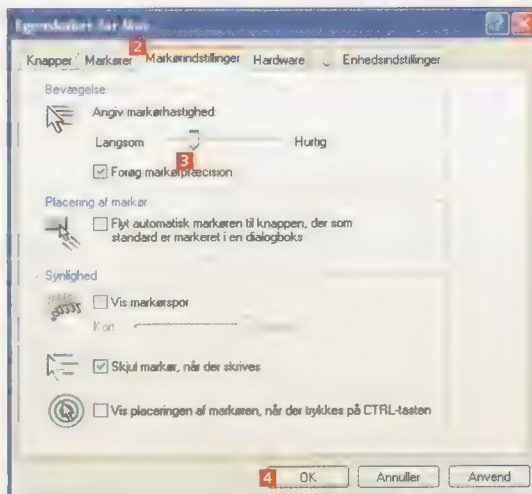 Egenskaber for Mus
2
Knapper Markører Markørindstillinger Hardware Enhedsindstillinger
Bevægelse
Angiv markørhastighed
Langsom Hurtig
3
Forøg markørpræcision
Placering af markør
Flyt automatisk markøren til knappen, der som
standard er markeret i en dialogboks
Synlighed
Vis markørspor
Kort
Skjul markør, når der skrives
Vis placeringen af markøren, når der trykkes på CTRL-tasten
4 OK Annuller Anvend